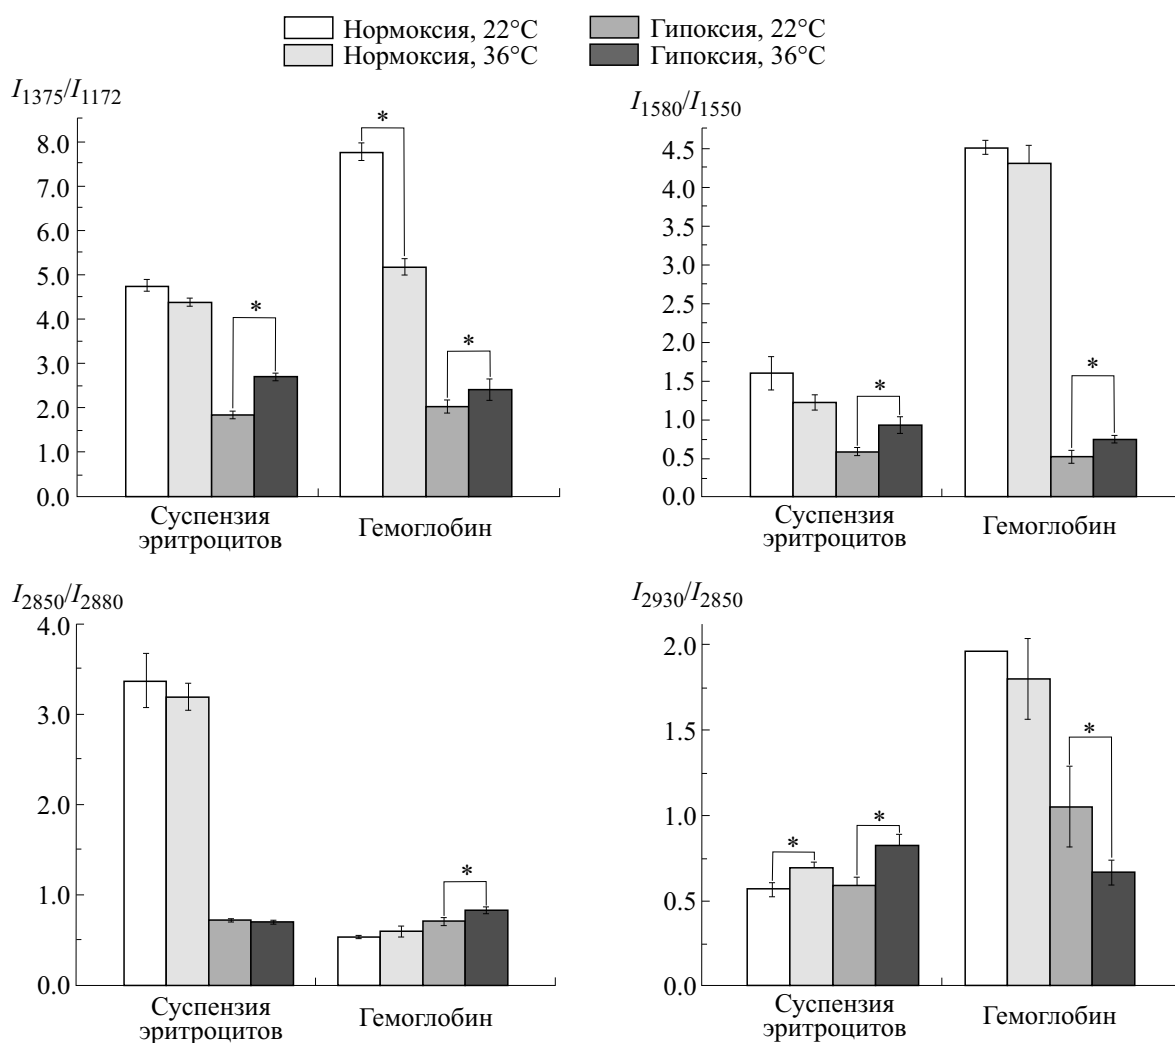 Нормоксия, 22°C
Гипоксия, 22°C
Нормоксия, 36°C
Гипоксия, 36°C
I1375/I1172
8.0
7.0
6.0
5.0
4.0
3.0
2.0
1.0
0.0
*
*
*
Суспензия
эритроцитов
Гемоглобин
I1580/I1550
4.5
4.0
3.5
3.0
2.5
2.0
1.5
1.0
0.5
0.0
*
*
Суспензия
эритроцитов
Гемоглобин
I2850/I2880
4.0
3.0
2.0
1.0
0.0
*
Суспензия
эритроцитов
Гемоглобин
I2930/I2850
2.0
1.5
1.0
0.5
0.0
*
*
*
Суспензия
эритроцитов
Гемоглобин